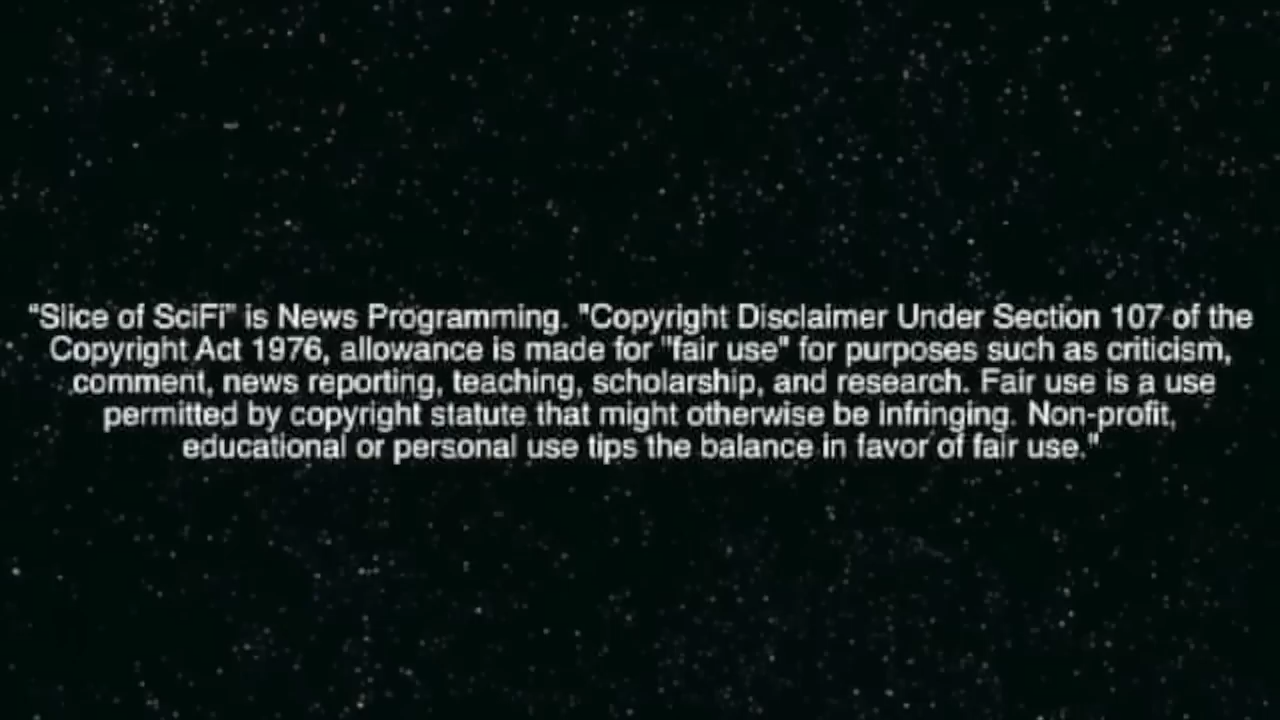 “Slice of SciFi” is News Programming. "Copyright Disclaimer Under Section 107 of the
Copyright Act 1976, allowance is made for "fair use" for purposes such as criticism,
comment, news reporting, teaching, scholarship, and research. Fair use is a use
permitted by copyright statute that might otherwise be infringing. Non-profit,
educational or personal use tips the balance in favor of fair use."